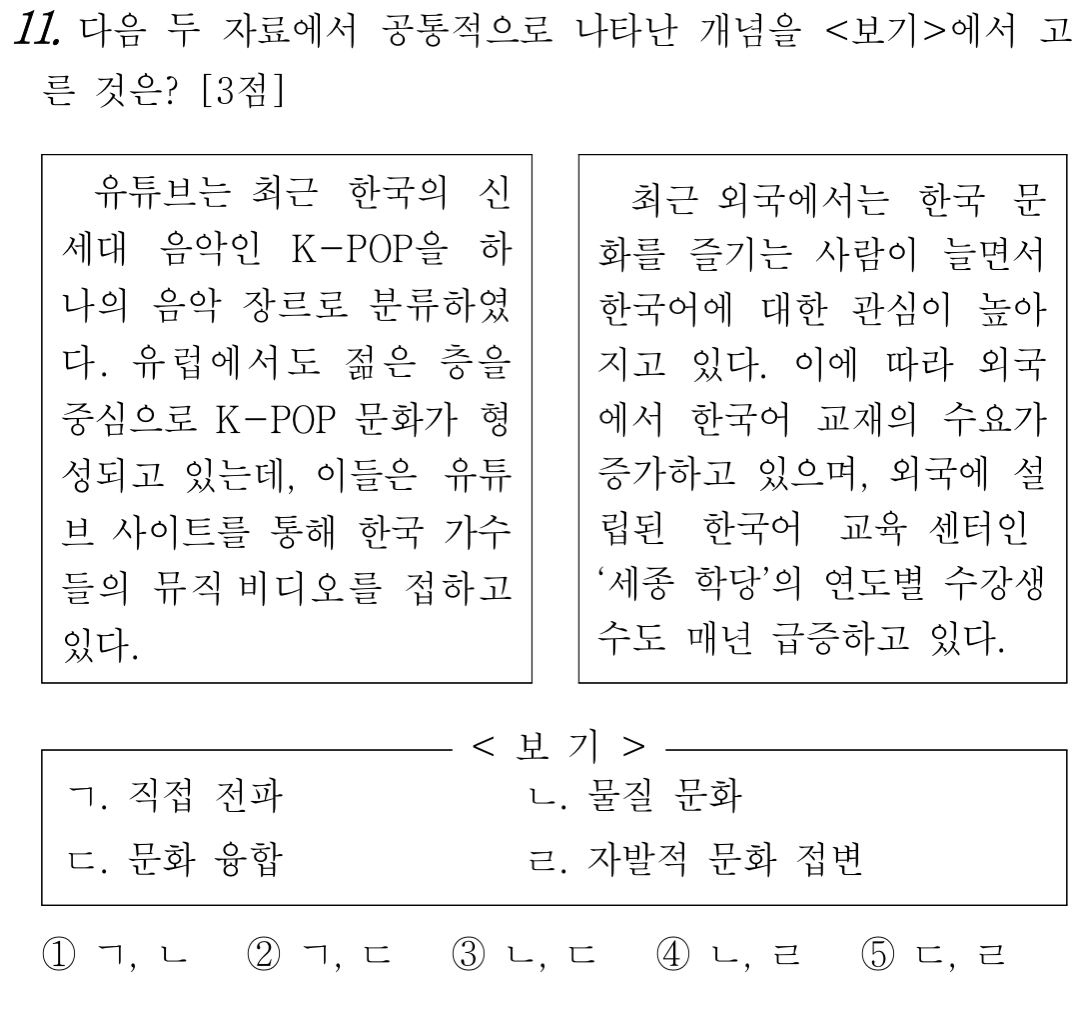 11. 다음 두 자료에서 공통적으로 나타난 개념을 <보기>에서 고
른 것은? [3점]
유튜브는 최근 한국의 신
세대 음악인 K-POP을 하
나의 음악 장르로 분류하였
다. 유럽에서도 젊은 층을
중심으로 K-POP 문화가 형
성되고 있는데, 이들은 유튜
브 사이트를 통해 한국 가수
들의 뮤직 비디오를 접하고
있다.
최근 외국에서는 한국 문
화를 즐기는 사람이 늘면서
한국어에 대한 관심이 높아
지고 있다. 이에 따라 외국
에서 한국어 교재의 수요가
증가하고 있으며, 외국에 설
립된 한국어 교육 센터인
‘세종 학당’의 연도별 수강생
수도 매년 급증하고 있다.
< 보 기 >
ㄱ. 직접 전파 ㄴ. 물질 문화
ㄷ. 문화 융합 ㄹ. 자발적 문화 접변
① ㄱ, ㄴ ② ㄱ, ㄷ ③ ㄴ, ㄷ ④ ㄴ, ㄹ ⑤ ㄷ, ㄹ